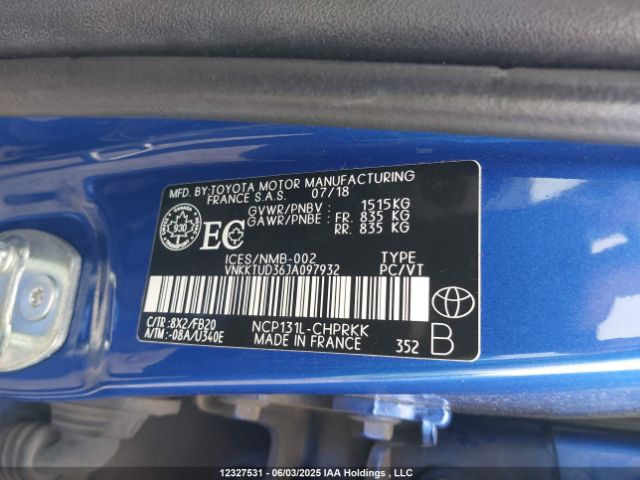 MFD. BY:TOYOTA MOTOR MANUFACTURING
FRANCE S.A.S. 07/18
GVWR/PNBV 1515KG
GAWR/PNBE FR. 835 KG
RR. 835 KG
930
EC
ICES/NMB-002 TYPE
VNKKTUD36JA097932 PC/VT
C/TR :8X2/FB20 NCP131L-CHPRKK
A/TM :-08A/U340E MADE IN FRANCE 352 B
12327531 - 06/03/2025 IAA Holdings , LLC